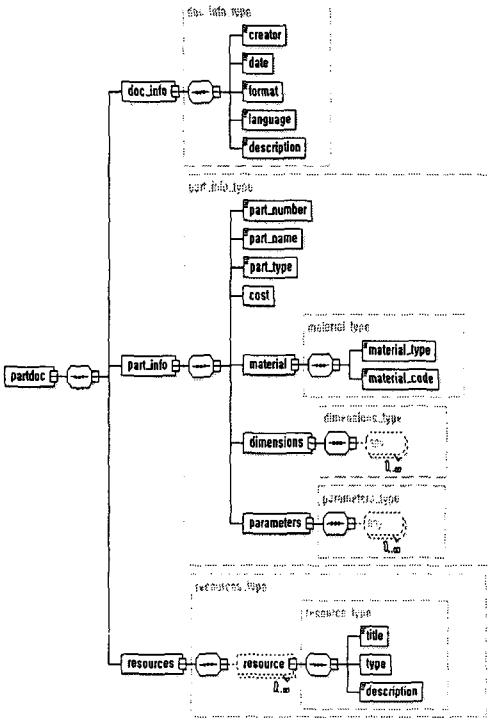 doc_info_type
creator
date
doc_info
format
language
description
part_info_type
part_number
part_name
part_type
cost
material_type
partdoc
part_info
material
material_type
material_code
dimensions_type
dimensions
any
0..∞
parameters_type
parameters
any
0..∞
resources_type
resource_type
title
resources
resource
type
0..∞
description